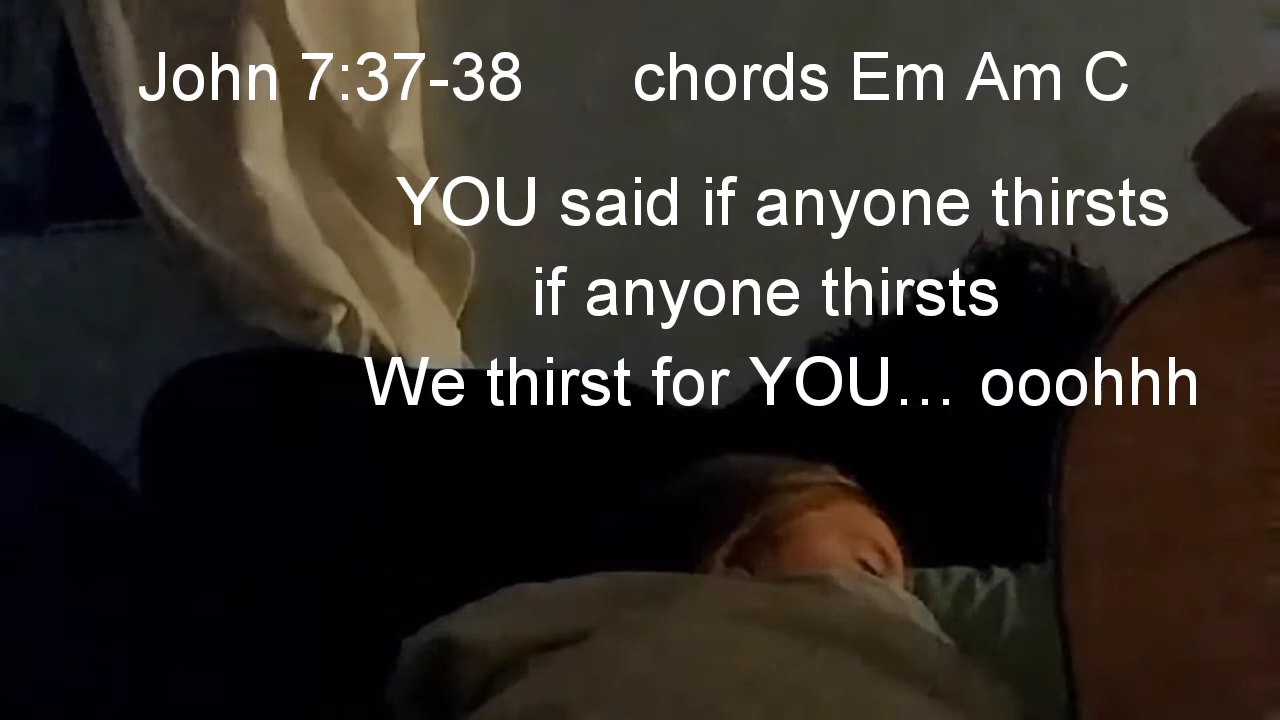 John 7:37-38 chords Em Am C
YOU said if anyone thirsts
if anyone thirsts
We thirst for YOU... ooohhh